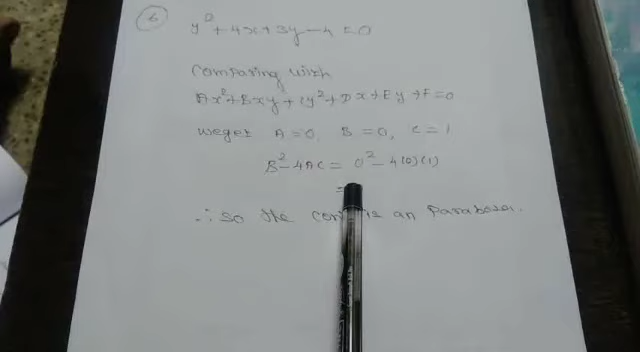 6
y² + 4x + 3y - 4 = 0
Comparing with
Ax² + Bxy + Cy² + Dx + Ey + F = 0
we get A = 0, B = 0, C = 1
B² - 4AC = 0² - 4(0)(1)
=
∴ so the is an Parabola.